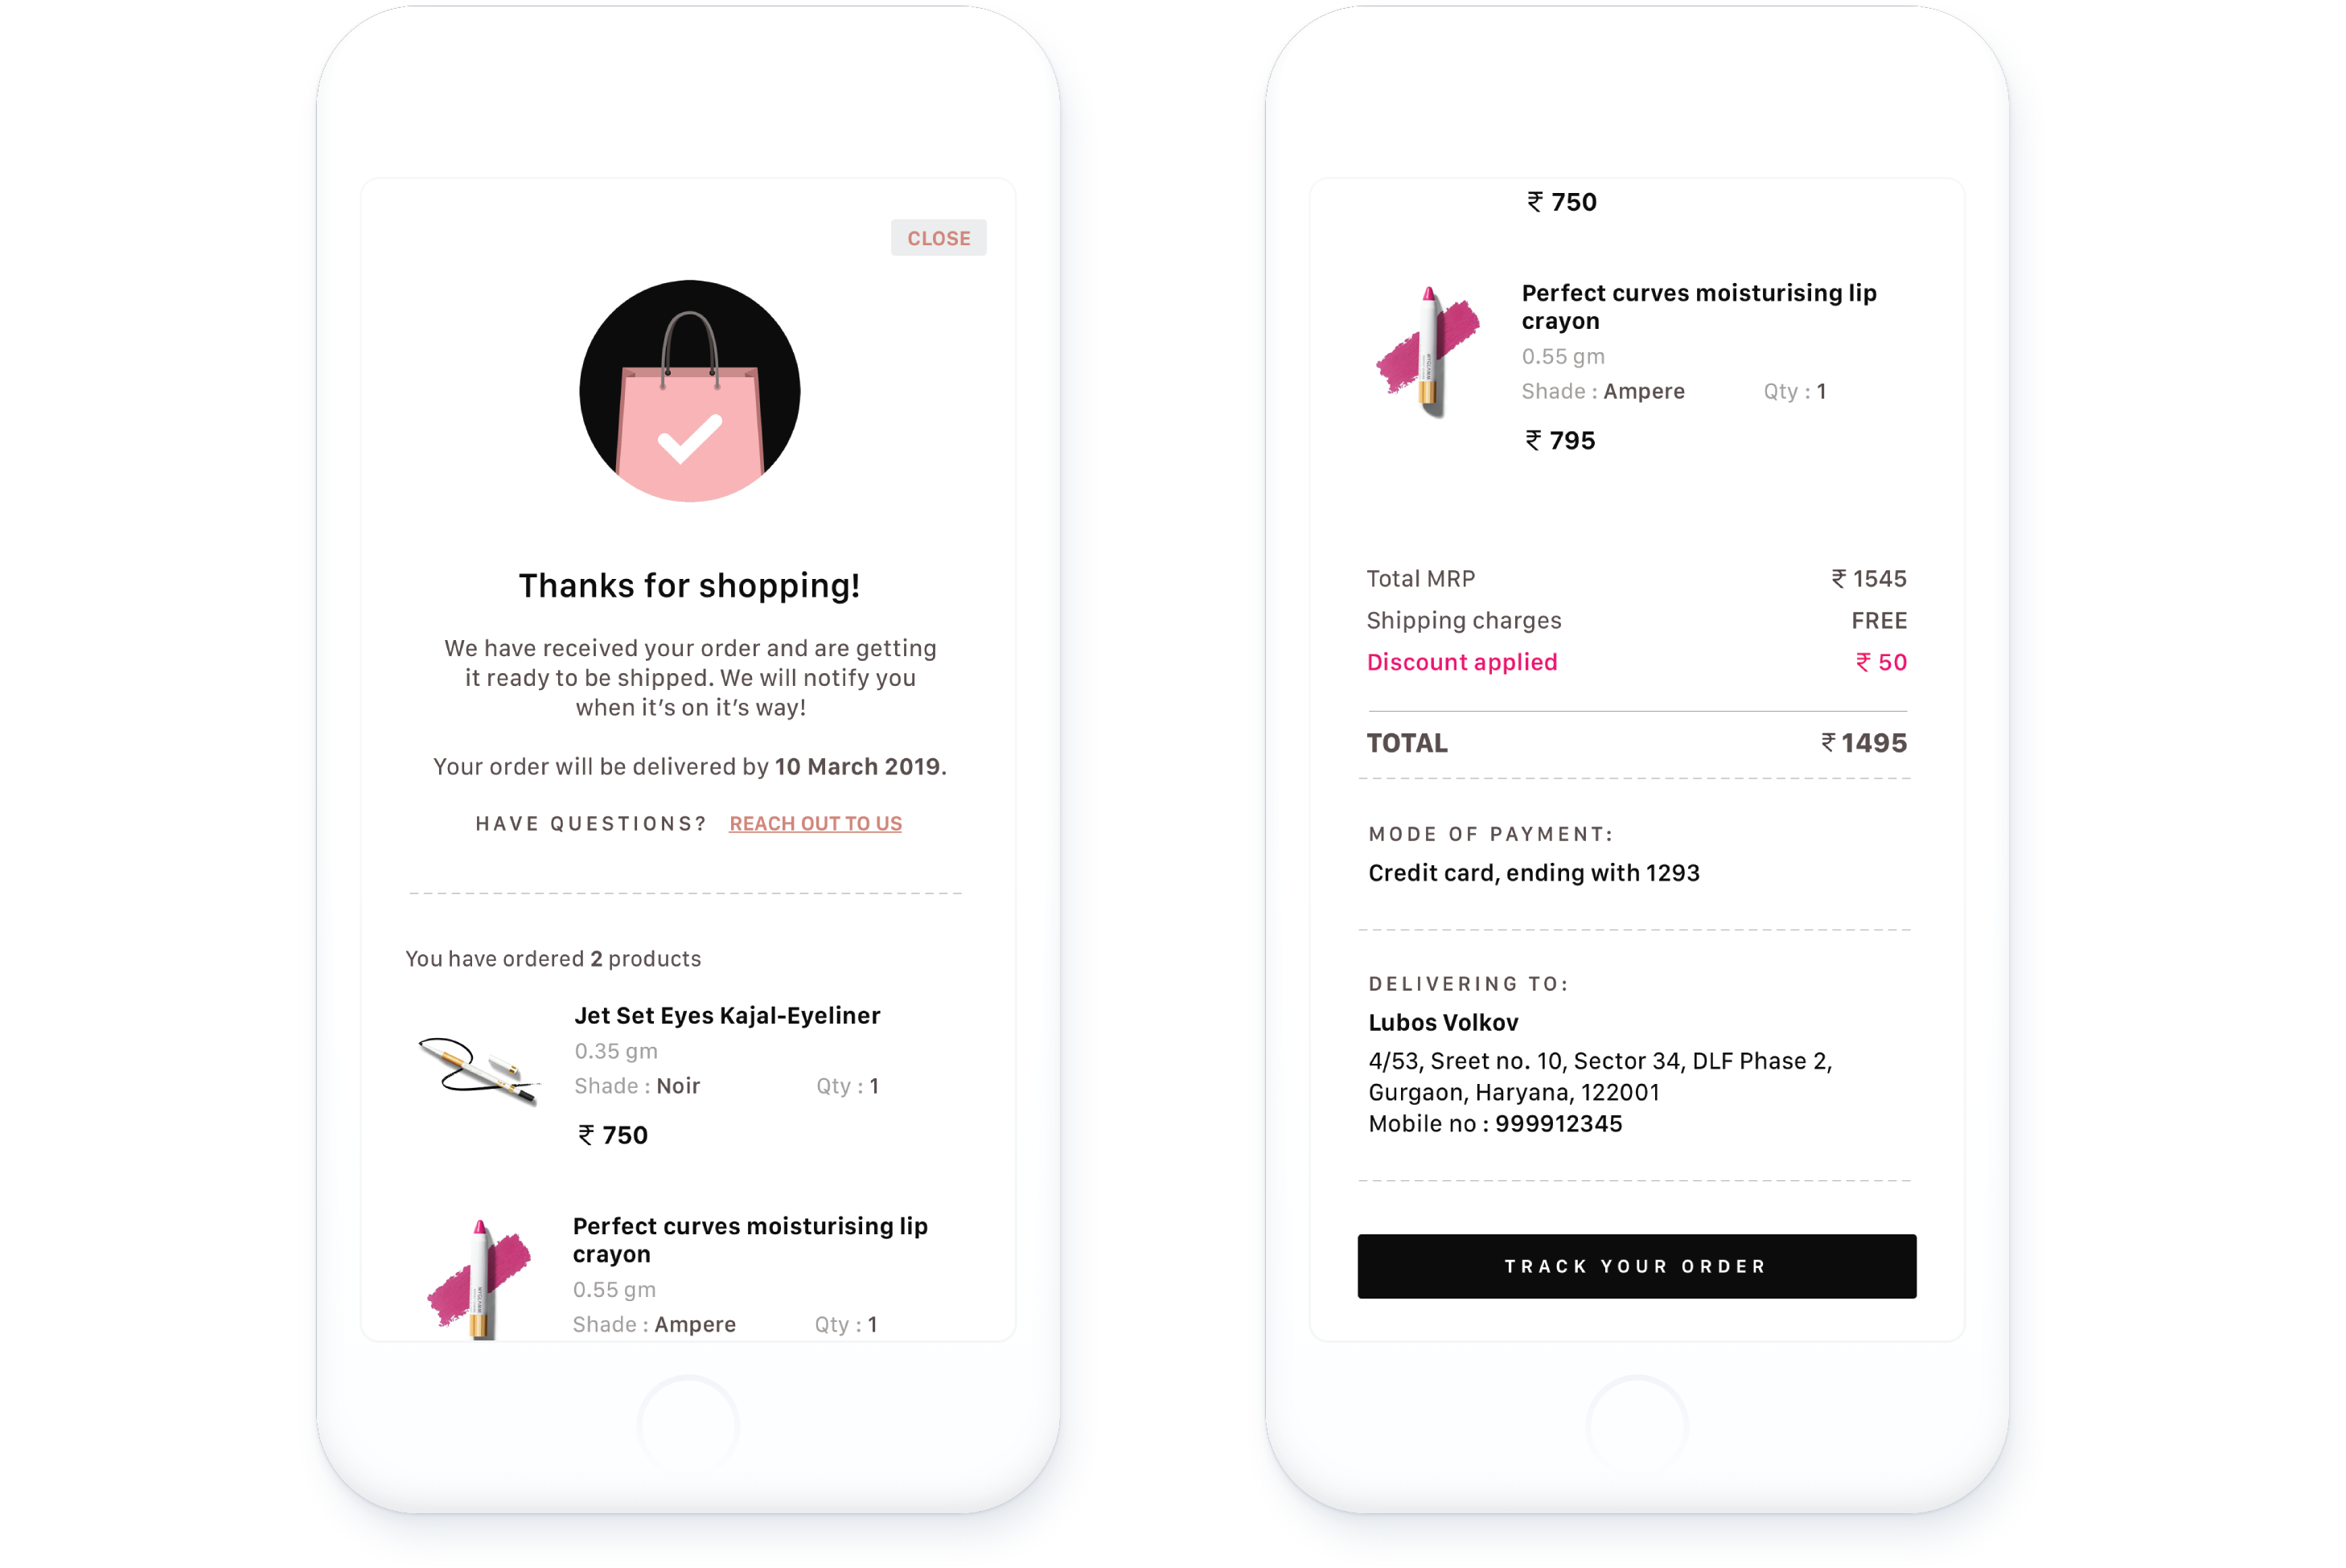 CLOSE
Thanks for shopping!
We have received your order and are getting
it ready to be shipped. We will notify you
when it’s on it’s way!
Your order will be delivered by 10 March 2019.
HAVE QUESTIONS? REACH OUT TO US
You have ordered 2 products
Jet Set Eyes Kajal-Eyeliner
0.35 gm
Shade : Noir Qty : 1
₹ 750
Perfect curves moisturising lip
crayon
0.55 gm
Shade : Ampere Qty : 1
₹ 750
Perfect curves moisturising lip
crayon
0.55 gm
Shade : Ampere Qty : 1
₹ 795
Total MRP ₹ 1545
Shipping charges FREE
Discount applied ₹ 50
TOTAL ₹ 1495
MODE OF PAYMENT:
Credit card, ending with 1293
DELIVERING TO:
Lubos Volkov
4/53, Sreet no. 10, Sector 34, DLF Phase 2,
Gurgaon, Haryana, 122001
Mobile no : 999912345
TRACK YOUR ORDER